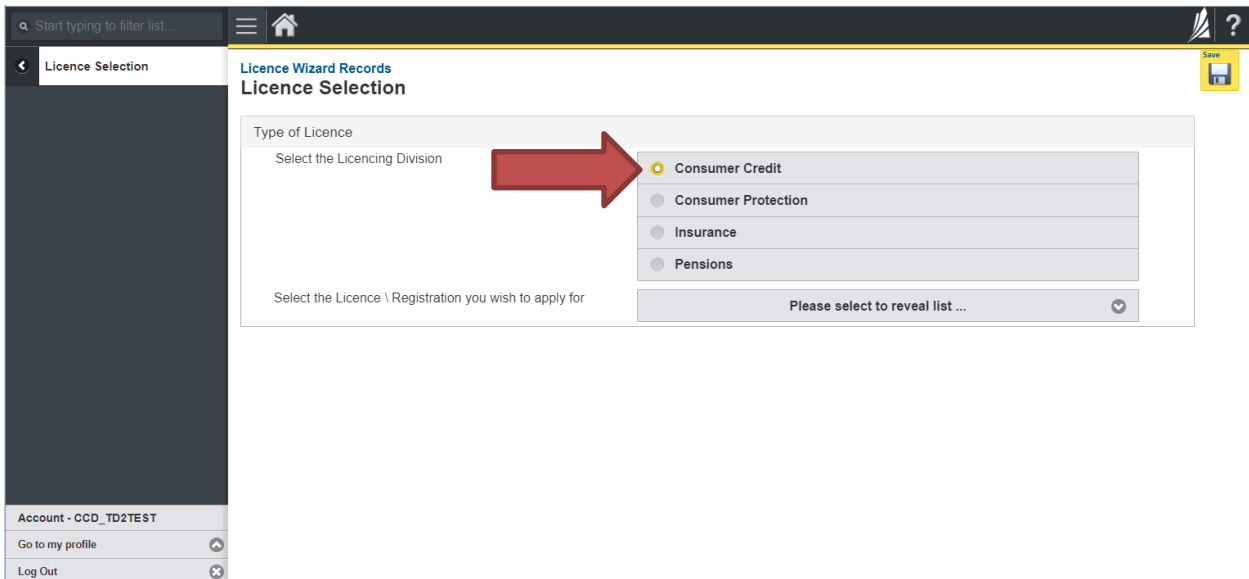 Start typing to filter list...
?
Licence Selection
Save
Licence Wizard Records
Licence Selection
Type of Licence
Select the Licencing Division
Consumer Credit
Consumer Protection
Insurance
Pensions
Select the Licence \ Registration you wish to apply for
Please select to reveal list ...
Account - CCD_TD2TEST
Go to my profile
Log Out